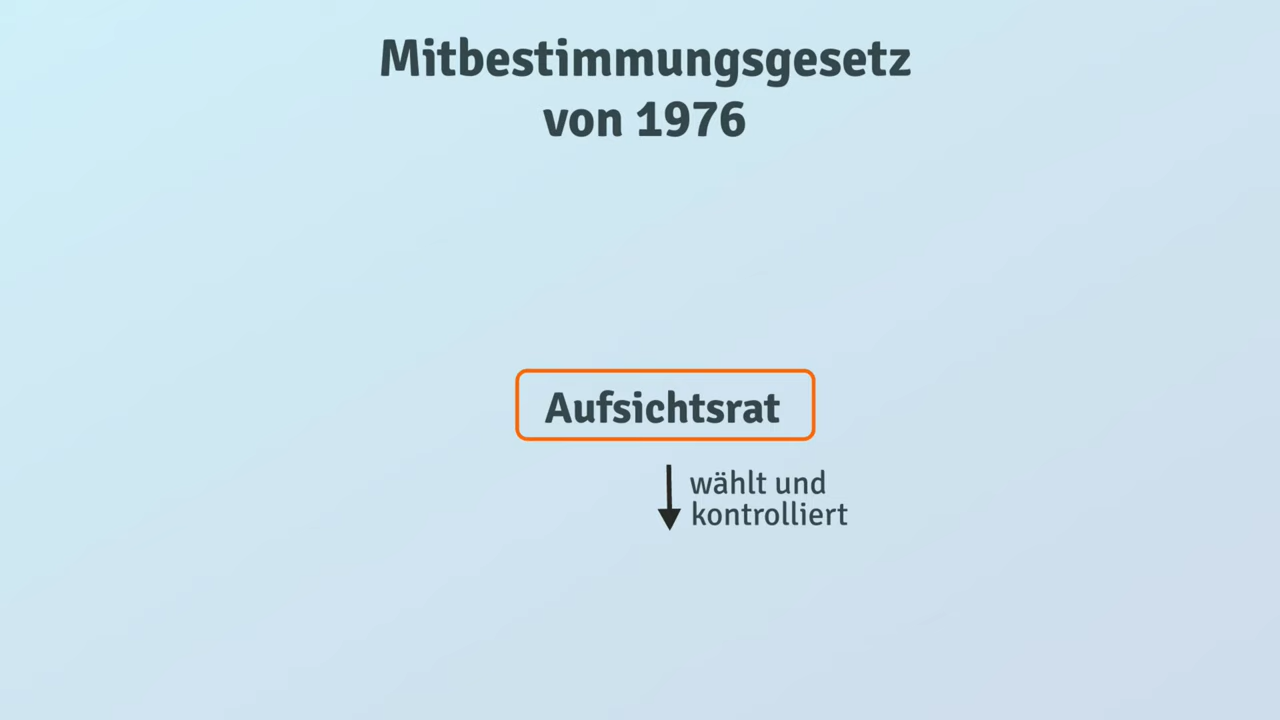 Mitbestimmungsgesetz
von 1976
Aufsichtsrat
wählt und
kontrolliert